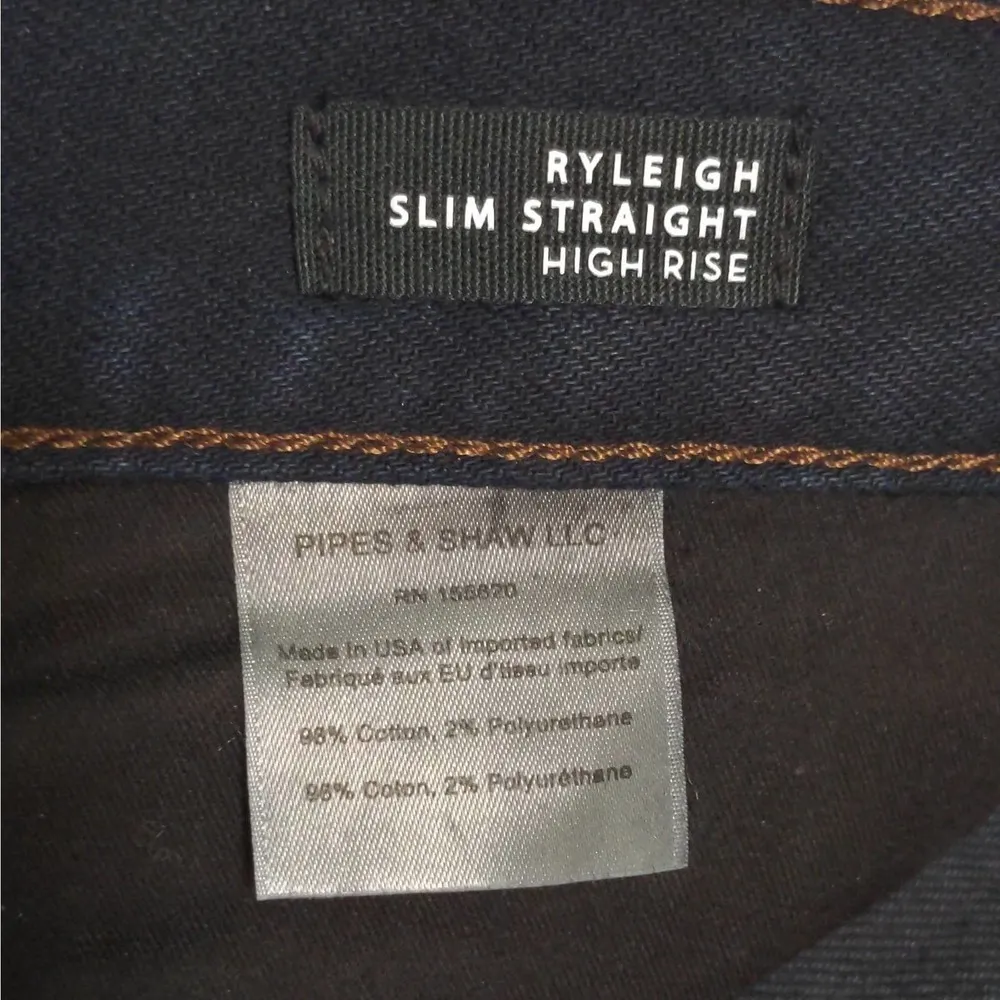 RYLEIGH
SLIM STRAIGHT
HIGH RISE
PIPES & SHAW LLC
RN 155620
Made in USA of imported fabrics/
Fabriqué aux EU d'tissu importe
98% Cotton, 2% Polyurethane
98% Coton, 2% Polyuréthane